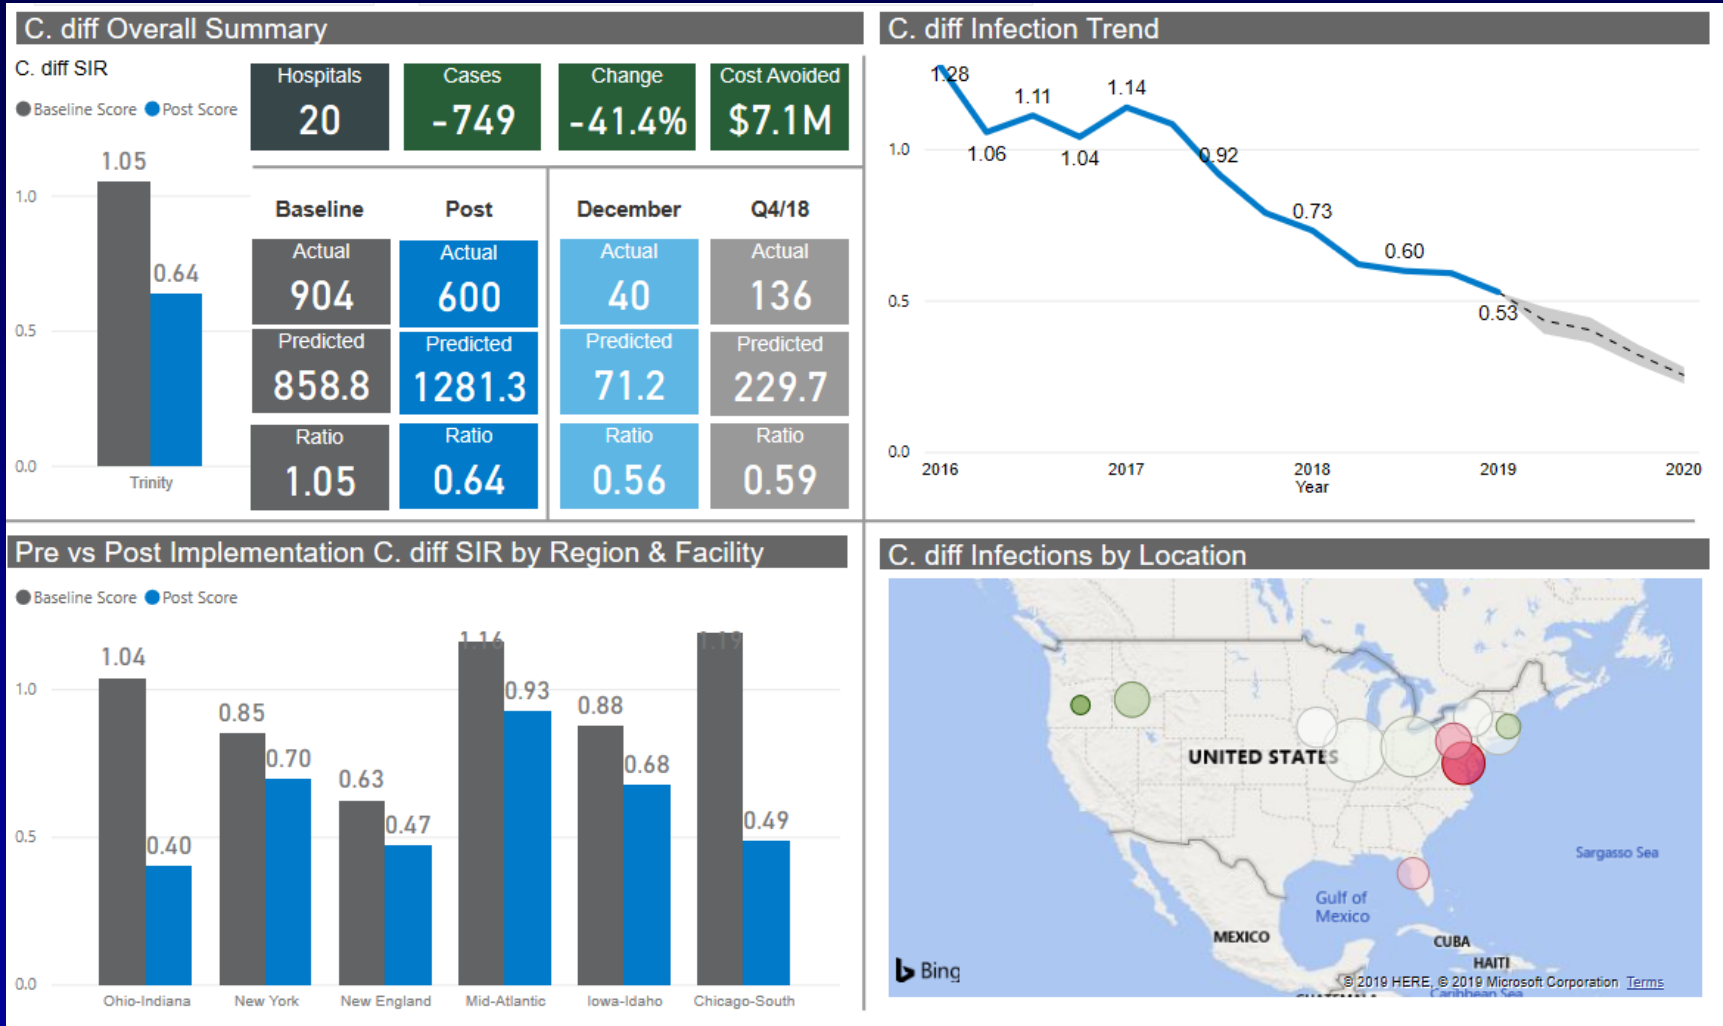 C. diff Overall Summary
C. diff SIR
Baseline Score Post Score
1.05
1.0
0.64
0.5
0.0
Trinity
Hospitals
20
Cases
-749
Change
-41.4%
Cost Avoided
$7.1M
Baseline Post December Q4/18
Actual Actual Actual Actual
904 600 40 136
Predicted Predicted Predicted Predicted
858.8 1281.3 71.2 229.7
Ratio Ratio Ratio Ratio
1.05 0.64 0.56 0.59
C. diff Infection Trend
1.28
1.11
1.14
1.0
1.06
1.04
0.92
0.73
0.60
0.5
0.53
0.0
2016 2017 2018 2019 2020
Year
Pre vs Post Implementation C. diff SIR by Region & Facility
Baseline Score Post Score
1.04
0.85
0.63
1.16
0.88
1.19
1.0
0.40
0.70
0.47
0.93
0.68
0.49
0.5
0.0
Ohio-Indiana New York New England Mid-Atlantic Iowa-Idaho Chicago-South
C. diff Infections by Location
UNITED STATES
Sargasso Sea
Gulf of
Mexico
MEXICO
CUBA
HAITI
Bing
© 2019 HERE, © 2019 Microsoft Corporation Terms
GUATEMALA
Caribbean Sea